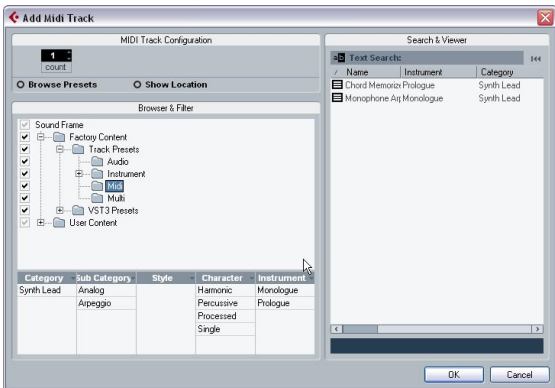 Add Midi Track
MIDI Track Configuration
1
count
Browse Presets
Show Location
Browser & Filter
Sound Frame
Factory Content
Track Presets
Audio
Instrument
Midi
Multi
VST3 Presets
User Content
Category Sub Category Style Character Instrument
Synth Lead Analog Harmonic Monologue
Arpeggio Percussive Prologue
Processed
Single
Search & Viewer
Text Search:
Name Instrument Category
Chord Memorize Prologue Synth Lead
Monophone Arp Monologue Synth Lead
OK Cancel